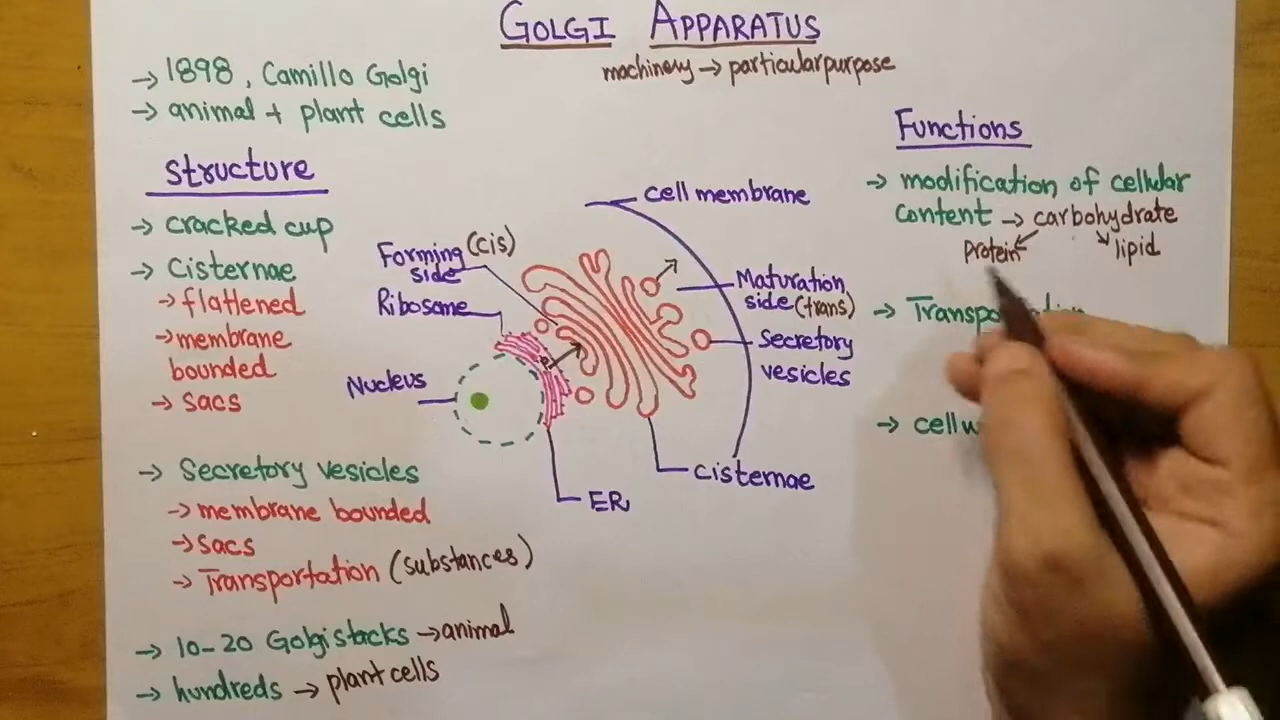 GOLGI APPARATUS
machinery → particular purpose
→ 1898, Camillo Golgi
→ animal + plant cells
Structure
→ cracked cup
→ Cisternae
→ flattened
→ membrane
bounded
→ sacs
→ Secretory vesicles
→ membrane bounded
→ sacs
→ Transportation (substances)
→ 10-20 Golgi stacks → animal
→ hundreds → plant cells
cell membrane
Forming (cis)
side
Ribosome
Nucleus
Maturation
side (trans)
Secretory
vesicles
cisternae
ER
Functions
→ modification of cellular
content → carbohydrate
Protein lipid
→
→